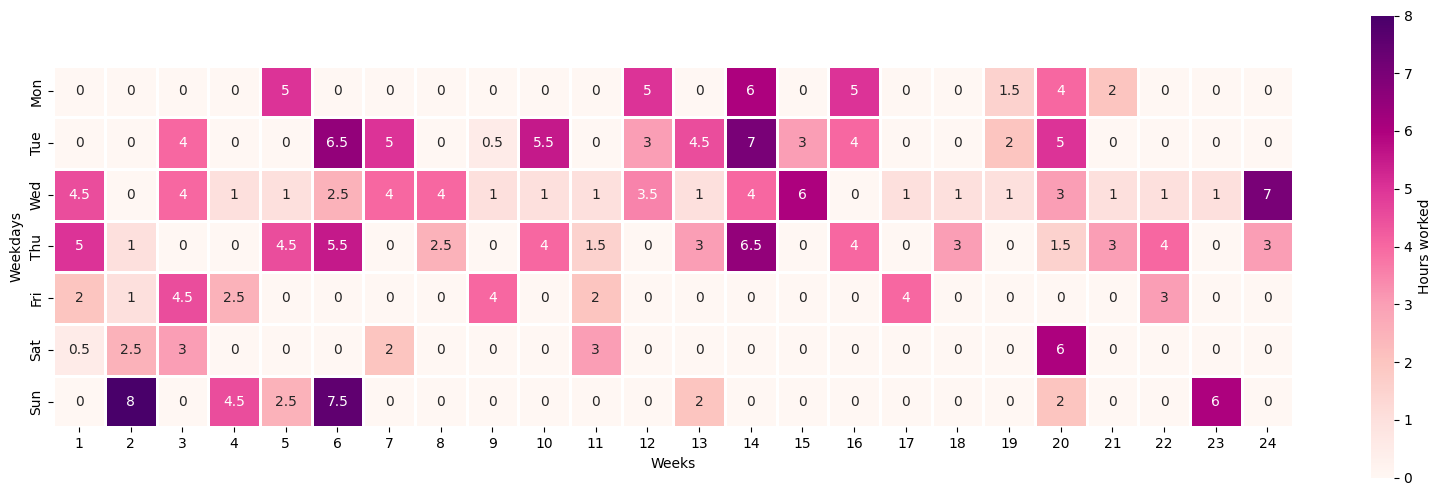 Mon 0 0 0 0 5 0 0 0 0 0 0 5 0 6 0 5 0 0 1.5 4 2 0 0 0
Tue 0 0 4 0 0 6.5 5 0 0.5 5.5 0 3 4.5 7 3 4 0 0 2 5 0 0 0 0
Wed 4.5 0 4 1 1 2.5 4 4 1 1 1 3.5 1 4 6 0 1 1 1 3 1 1 1 7
Thu 5 1 0 0 4.5 5.5 0 2.5 0 4 1.5 0 3 6.5 0 4 0 3 0 1.5 3 4 0 3
Fri 2 1 4.5 2.5 0 0 0 0 4 0 2 0 0 0 0 0 4 0 0 0 0 3 0 0
Sat 0.5 2.5 3 0 0 0 2 0 0 0 3 0 0 0 0 0 0 0 0 6 0 0 0 0
Sun 0 8 0 4.5 2.5 7.5 0 0 0 0 0 0 2 0 0 0 0 0 0 2 0 0 6 0
1 2 3 4 5 6 7 8 9 10 11 12 13 14 15 16 17 18 19 20 21 22 23 24
Weeks
Weekdays
8
7
6
5
4
3
2
1
0
Hours worked